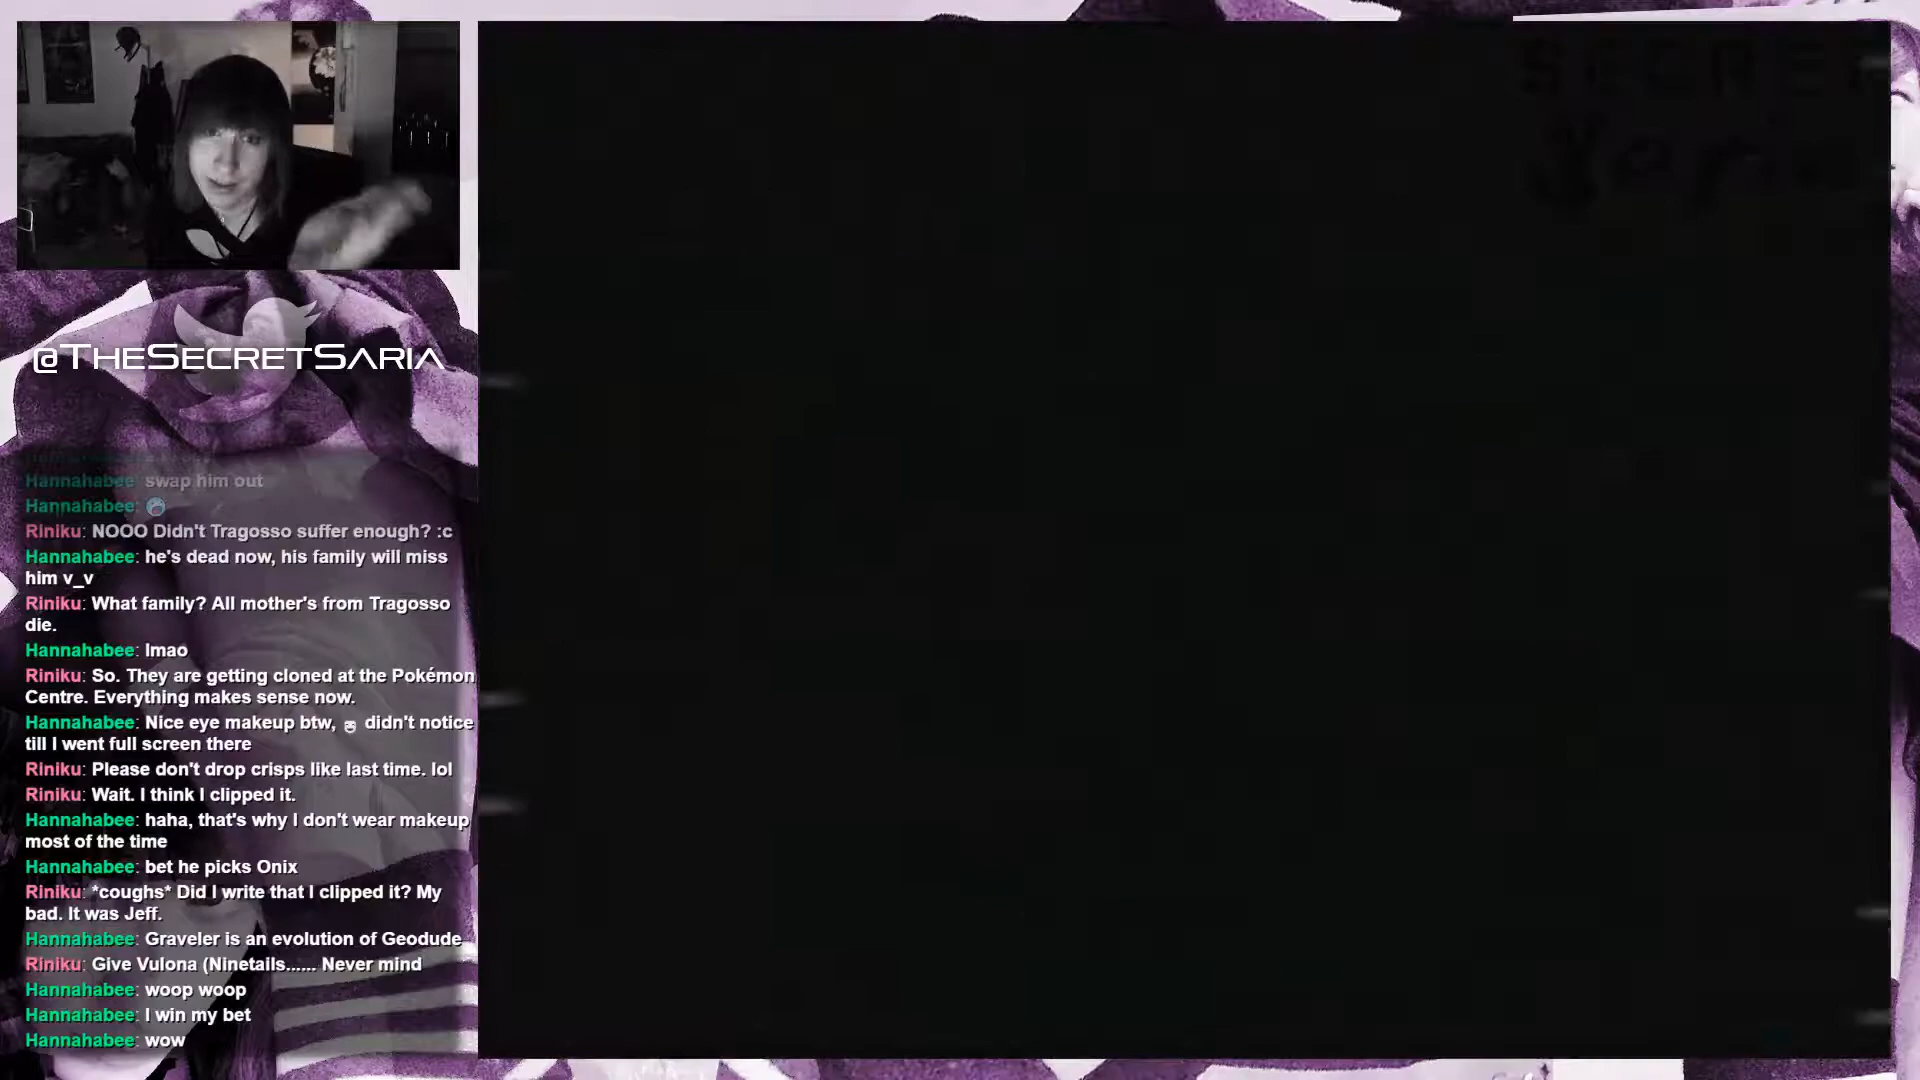 SECRET
Saria
@THESECRETSARIA
Hannahabee: swap him out
Hannahabee:
Riniku: NOOO Didn't Tragosso suffer enough? :c
Hannahabee: he's dead now, his family will miss
him v_v
Riniku: What family? All mother's from Tragosso
die.
Hannahabee: lmao
Riniku: So. They are getting cloned at the Pokémon
Centre. Everything makes sense now.
Hannahabee: Nice eye makeup btw, didn't notice
till I went full screen there
Riniku: Please don't drop crisps like last time. lol
Riniku: Wait. I think I clipped it.
Hannahabee: haha, that's why I don't wear makeup
most of the time
Hannahabee: bet he picks Onix
Riniku: *coughs* Did I write that I clipped it? My
bad. It was Jeff.
Hannahabee: Graveler is an evolution of Geodude
Riniku: Give Vulona (Ninetails...... Never mind
Hannahabee: woop woop
Hannahabee: I win my bet
Hannahabee: wow